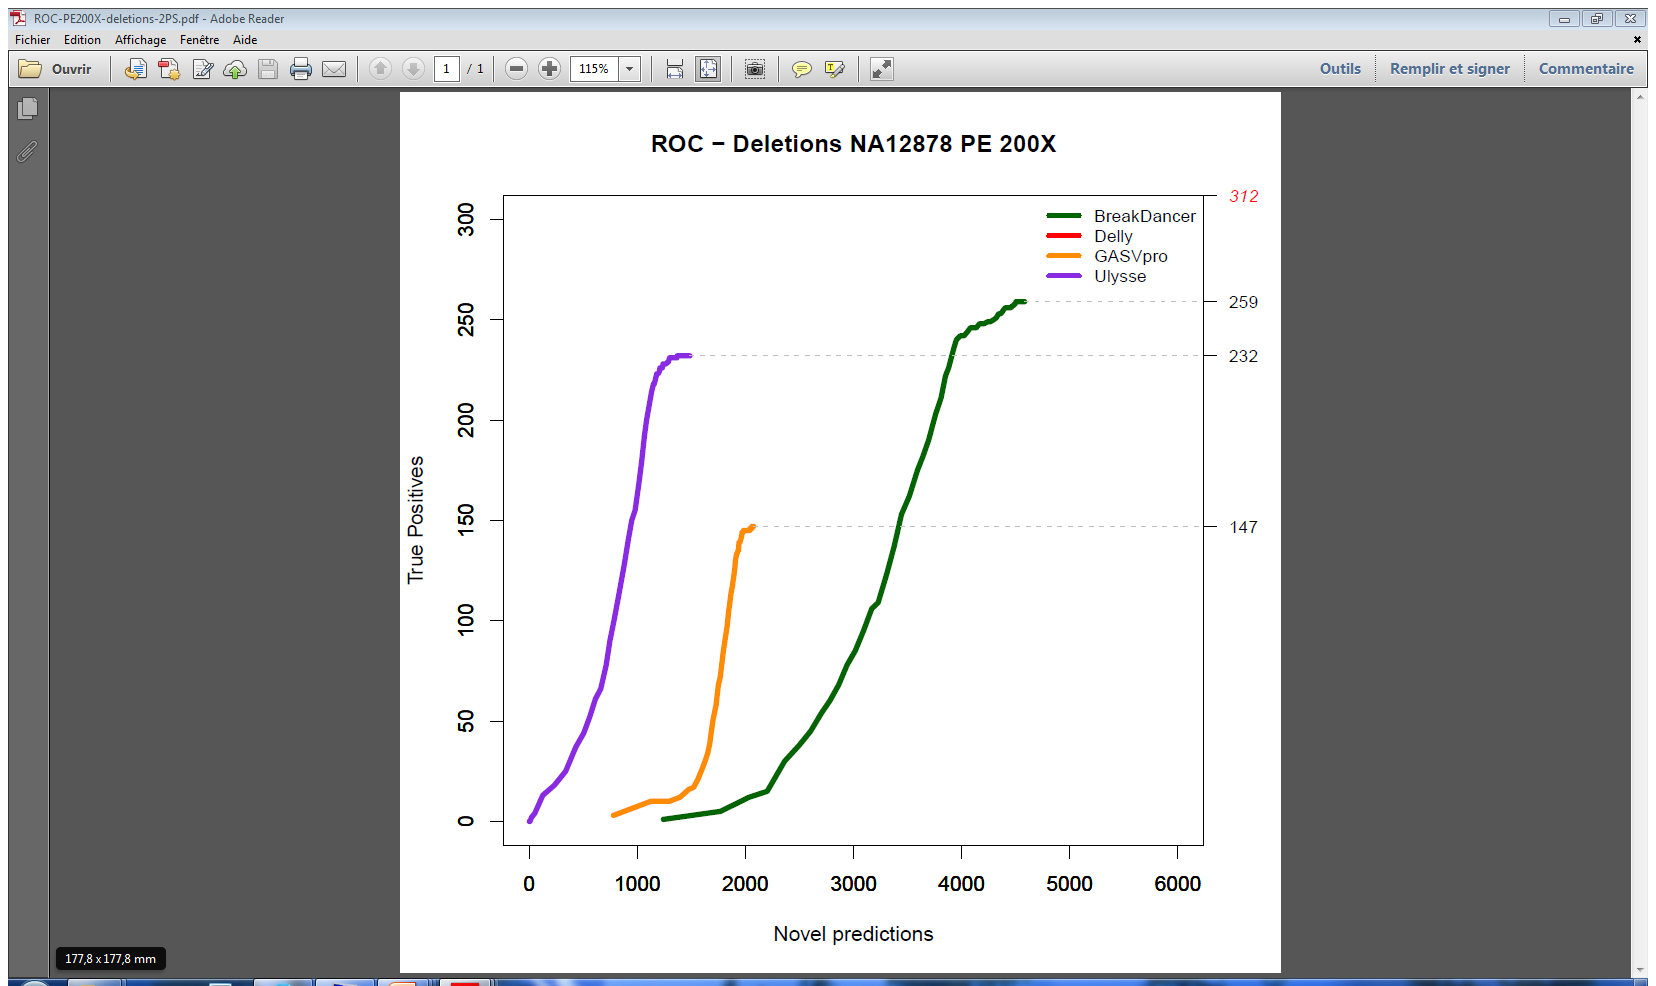 ROC-PE200X-deletions-2PS.pdf - Adobe Reader
Fichier Edition Affichage Fenêtre Aide
Ouvrir 1 / 1 115% Outils Remplir et signer Commentaire
ROC − Deletions NA12878 PE 200X
312
300
BreakDancer
Delly
GASVpro
Ulysse
259
250
232
200
150
147
100
50
0
True Positives
0 1000 2000 3000 4000 5000 6000
Novel predictions
177,8 x 177,8 mm